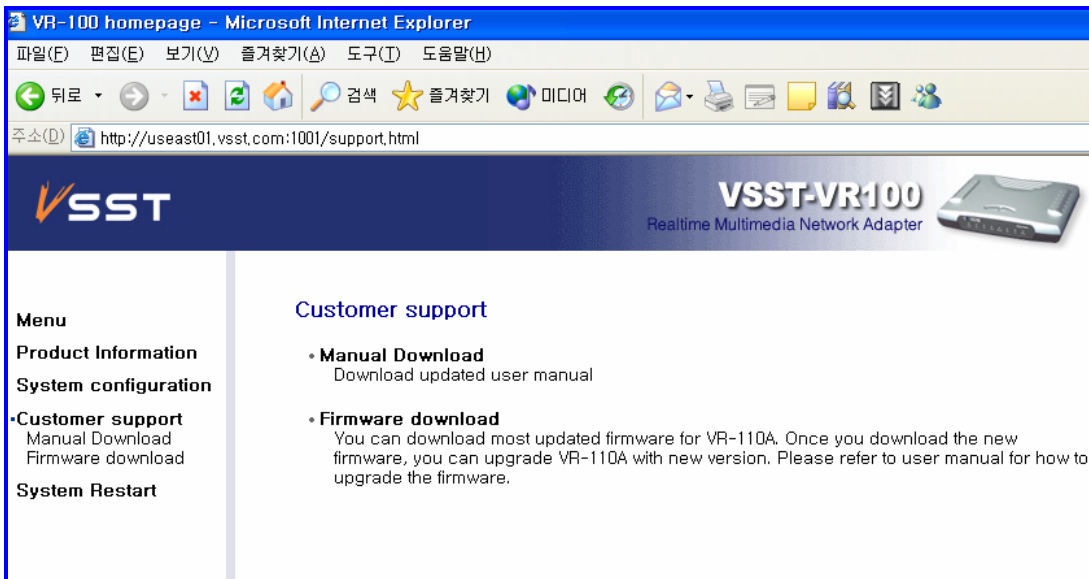 VR-100 homepage - Microsoft Internet Explorer
파일(F) 편집(E) 보기(V) 즐겨찾기(A) 도구(T) 도움말(H)
뒤로 검색 즐겨찾기 미디어
주소(D) http://useast01.vsst.com:1001/support.html
VSST
VSST-VR100
Realtime Multimedia Network Adapter
Menu
Product Information
System configuration
Customer support
Manual Download
Firmware download
System Restart
Customer support
• Manual Download
Download updated user manual
• Firmware download
You can download most updated firmware for VR-110A. Once you download the new
firmware, you can upgrade VR-110A with new version. Please refer to user manual for how to
upgrade the firmware.